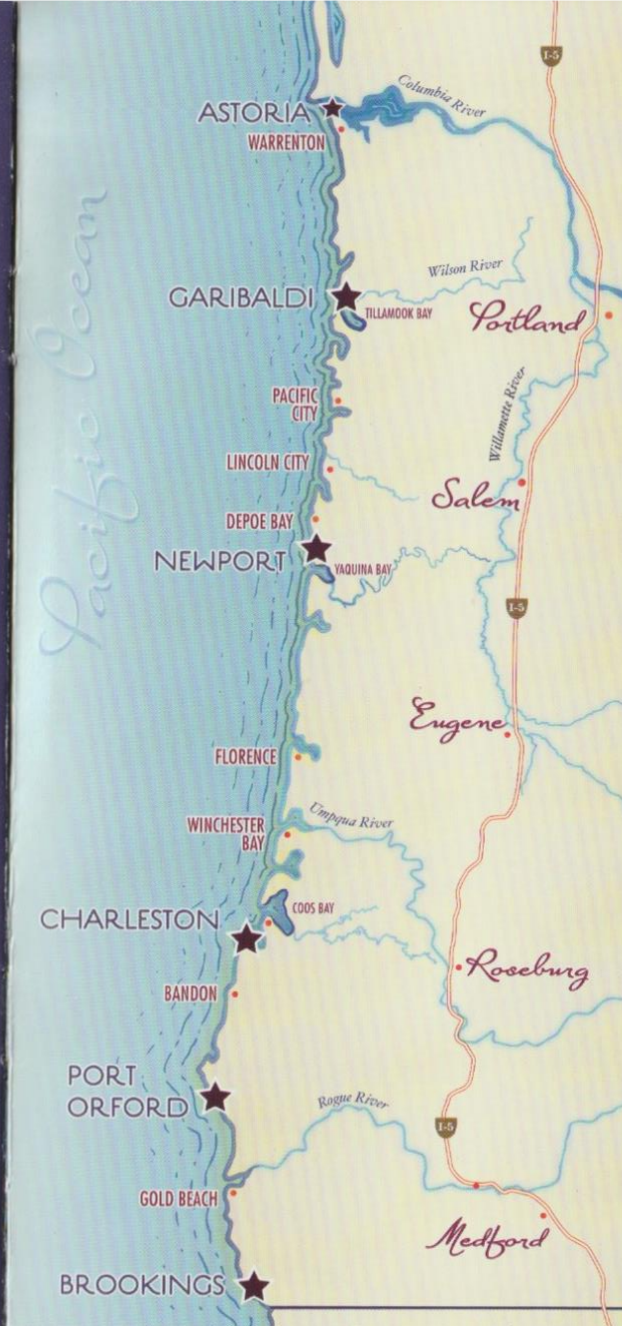 I-5
Columbia River
ASTORIA
WARRENTON
Wilson River
GARIBALDI
TILLAMOOK BAY
Portland
Pacific Ocean
Willamette River
PACIFIC
CITY
LINCOLN CITY
Salem
DEPOE BAY
NEWPORT
YAQUINA BAY
I-5
Eugene
FLORENCE
Umpqua River
WINCHESTER
BAY
COOS BAY
CHARLESTON
Roseburg
BANDON
PORT
ORFORD
Rogue River
I-5
GOLD BEACH
Medford
BROOKINGS